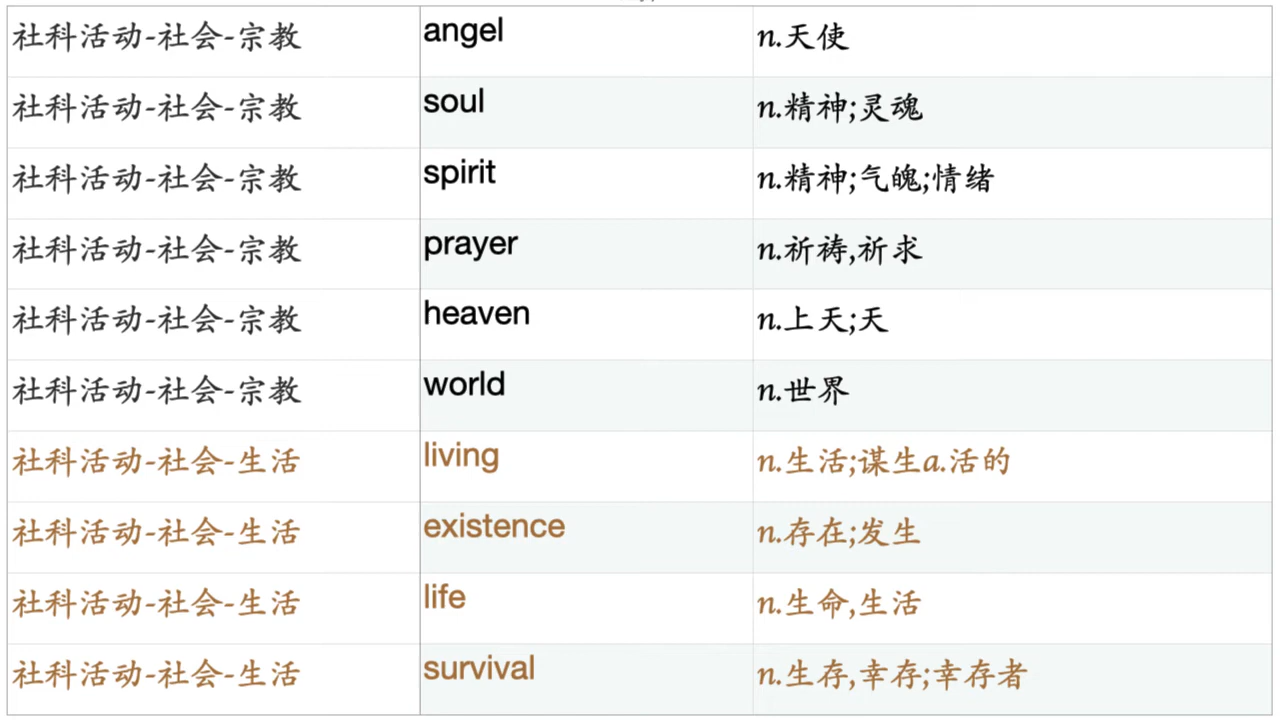 社科活动-社会-宗教 angel n.天使
社科活动-社会-宗教 soul n.精神;灵魂
社科活动-社会-宗教 spirit n.精神;气魄;情绪
社科活动-社会-宗教 prayer n.祈祷,祈求
社科活动-社会-宗教 heaven n.上天;天
社科活动-社会-宗教 world n.世界
社科活动-社会-生活 living n.生活;谋生a.活的
社科活动-社会-生活 existence n.存在;发生
社科活动-社会-生活 life n.生命,生活
社科活动-社会-生活 survival n.生存,幸存;幸存者